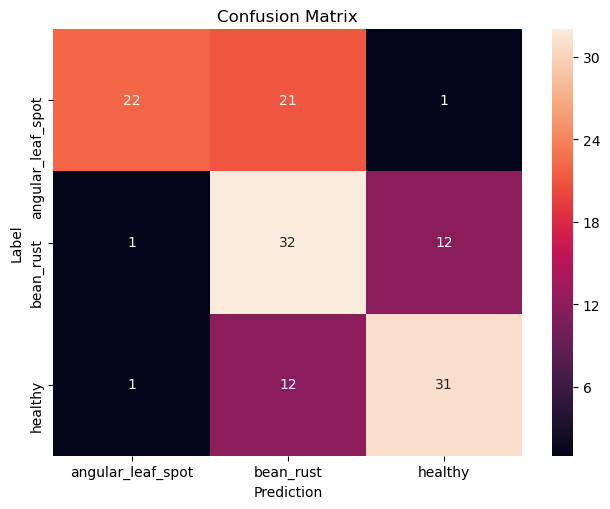 Confusion Matrix
Label
angular_leaf_spot
22 21 1
bean_rust
1 32 12
healthy
1 12 31
angular_leaf_spot bean_rust healthy
Prediction
30
24
18
12
6